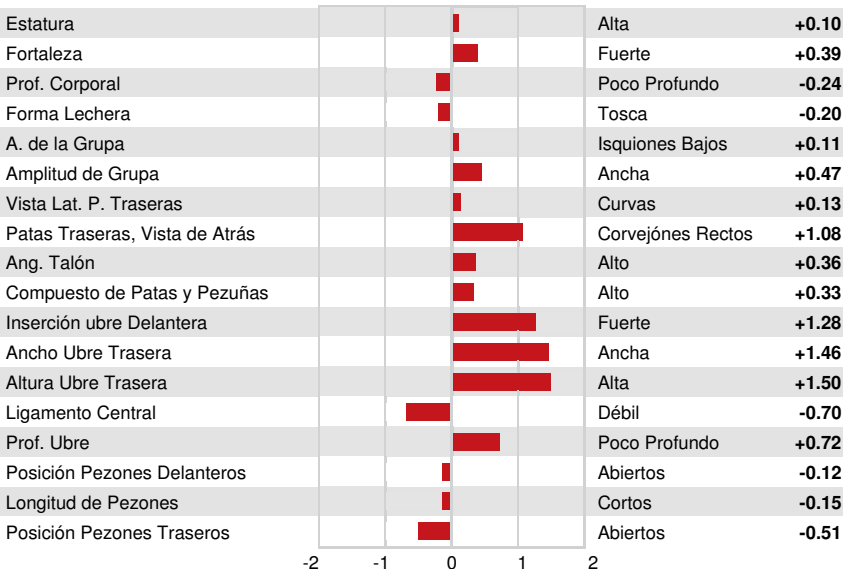 Estatura Alta +0.10
Fortaleza Fuerte +0.39
Prof. Corporal Poco Profundo -0.24
Forma Lechera Tosca -0.20
A. de la Grupa Isquiones Bajos +0.11
Amplitud de Grupa Ancha +0.47
Vista Lat. P. Traseras Curvas +0.13
Patas Traseras, Vista de Atrás Corvejónes Rectos +1.08
Ang. Talón Alto +0.36
Compuesto de Patas y Pezuñas Alto +0.33
Inserción ubre Delantera Fuerte +1.28
Ancho Ubre Trasera Ancha +1.46
Altura Ubre Trasera Alta +1.50
Ligamento Central Débil -0.70
Prof. Ubre Poco Profundo +0.72
Posición Pezones Delanteros Abiertos -0.12
Longitud de Pezones Cortos -0.15
Posición Pezones Traseros Abiertos -0.51
-2 -1 0 1 2